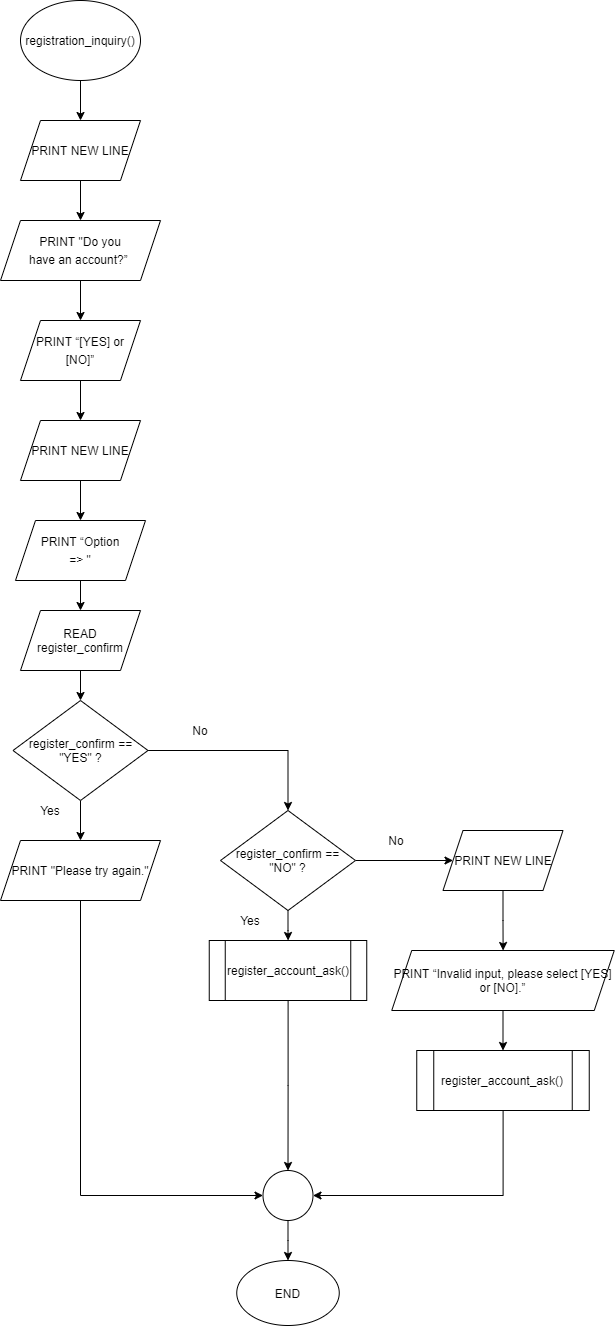 registration_inquiry()
PRINT NEW LINE
PRINT "Do you
have an account?”
PRINT “[YES] or
[NO]”
PRINT NEW LINE
PRINT “Option
=> "
READ
register_confirm
register_confirm ==
"YES" ?
No
Yes
PRINT "Please try again."
register_confirm ==
"NO" ?
No
PRINT NEW LINE
Yes
register_account_ask()
PRINT “Invalid input, please select [YES]
or [NO].”
register_account_ask()
END